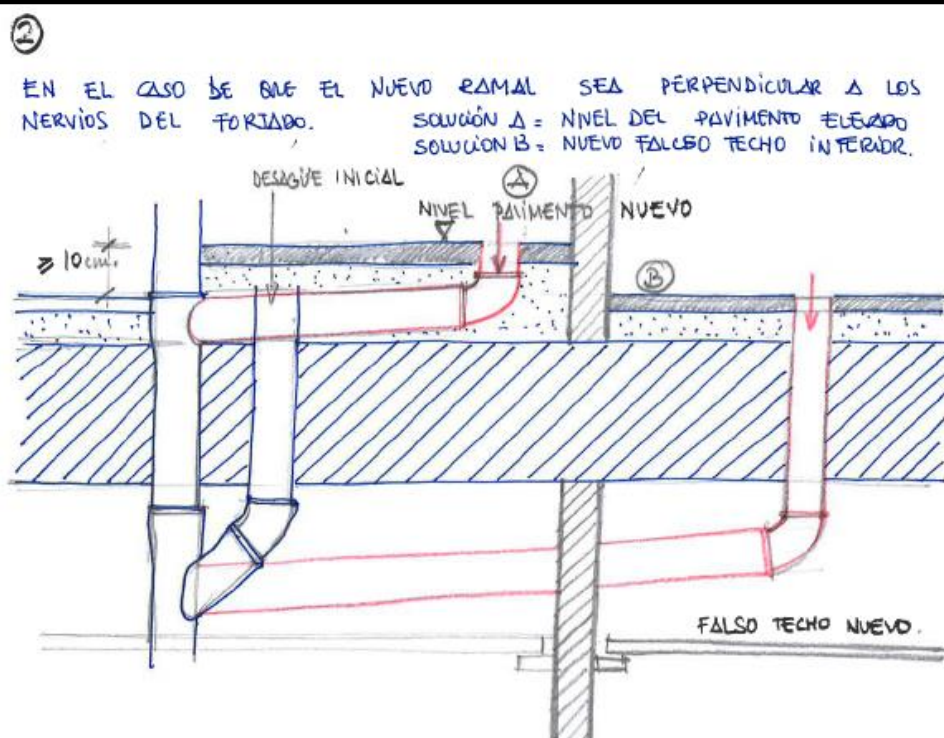 2
EN EL CASO DE QUE EL NUEVO RAMAL SEA PERPENDICULAR A LOS
NERVIOS DEL FORJADO. SOLUCIÓN A = NIVEL DEL PAVIMENTO ELEVADO
SOLUCIÓN B = NUEVO FALSO TECHO INFERIOR.
DESAGÜE INICIAL
A
NIVEL PAVIMENTO NUEVO
≥ 10cm.
B
FALSO TECHO NUEVO.